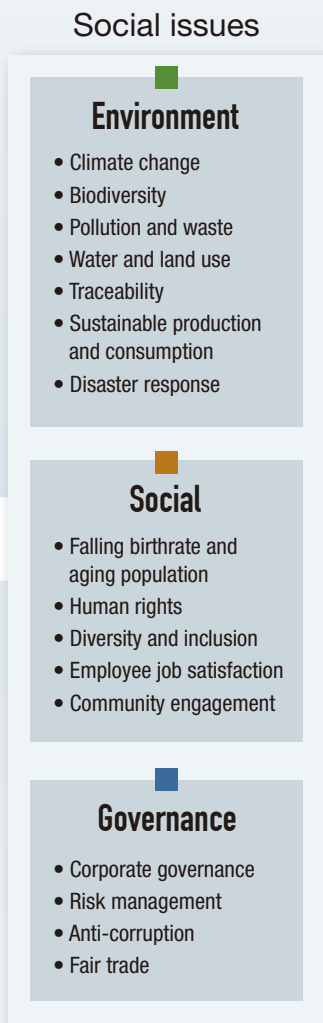 Social issues
Environment
• Climate change
• Biodiversity
• Pollution and waste
• Water and land use
• Traceability
• Sustainable production
and consumption
• Disaster response
Social
• Falling birthrate and
aging population
• Human rights
• Diversity and inclusion
• Employee job satisfaction
• Community engagement
Governance
• Corporate governance
• Risk management
• Anti-corruption
• Fair trade